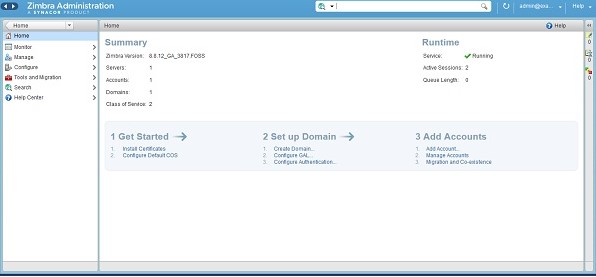 Zimbra Administration
A SYNACOR PRODUCT
admin@exa...
Help
Home
Home
Help
Home
Monitor
Manage
Configure
Tools and Migration
Search
Help Center
Summary
Zimbra Version: 8.8.12_GA_3817.FOSS
Servers: 1
Accounts: 1
Domains: 1
Class of Service: 2
Runtime
Service: Running
Active Sessions: 2
Queue Length: 0
1 Get Started
1. Install Certificates
2. Configure Default COS
2 Set up Domain
1. Create Domain...
2. Configure GAL...
3. Configure Authentication...
3 Add Accounts
1. Add Account...
2. Manage Accounts
3. Migration and Co-existence
0
0
0